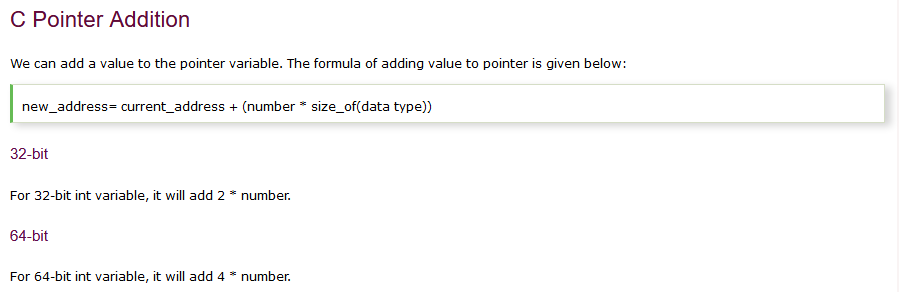 C Pointer Addition
We can add a value to the pointer variable. The formula of adding value to pointer is given below:
new_address= current_address + (number * size_of(data type))
32-bit
For 32-bit int variable, it will add 2 * number.
64-bit
For 64-bit int variable, it will add 4 * number.